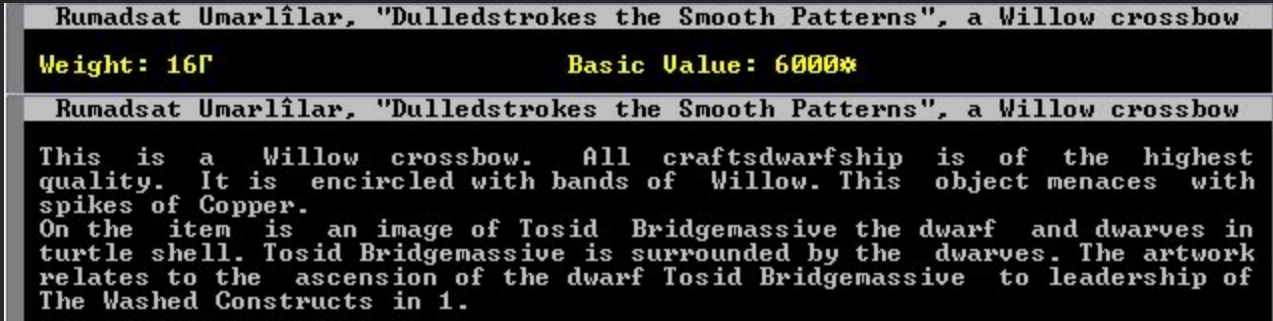 Rumadsat Umarlîlar, "Dulledstrokes the Smooth Patterns", a Willow crossbow
Weight: 16Γ Basic Value: 6000☼
Rumadsat Umarlîlar, "Dulledstrokes the Smooth Patterns", a Willow crossbow
This is a Willow crossbow. All craftsdwarfship is of the highest
quality. It is encircled with bands of Willow. This object menaces with
spikes of Copper.
On the item is an image of Tosid Bridgemassive the dwarf and dwarves in
turtle shell. Tosid Bridgemassive is surrounded by the dwarves. The artwork
relates to the ascension of the dwarf Tosid Bridgemassive to leadership of
The Washed Constructs in 1.